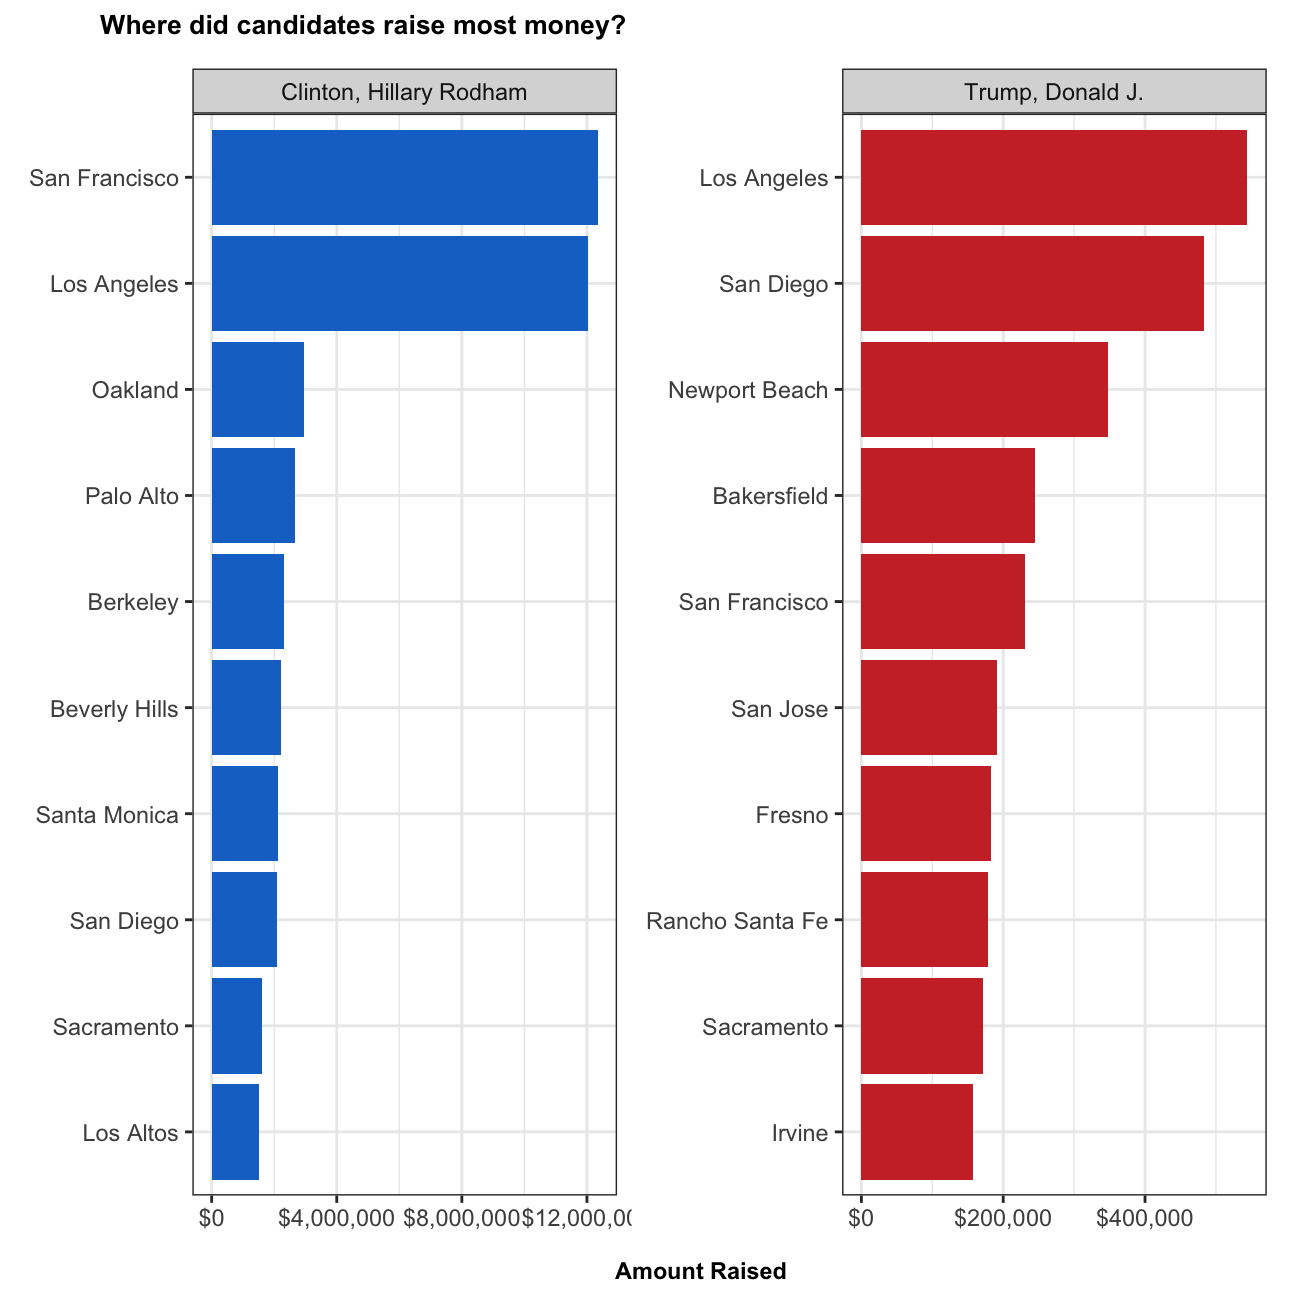 Where did candidates raise most money?
Clinton, Hillary Rodham
San Francisco
Los Angeles
Oakland
Palo Alto
Berkeley
Beverly Hills
Santa Monica
San Diego
Sacramento
Los Altos
$0 $4,000,000 $8,000,000 $12,000,0
Trump, Donald J.
Los Angeles
San Diego
Newport Beach
Bakersfield
San Francisco
San Jose
Fresno
Rancho Santa Fe
Sacramento
Irvine
$0 $200,000 $400,000
Amount Raised